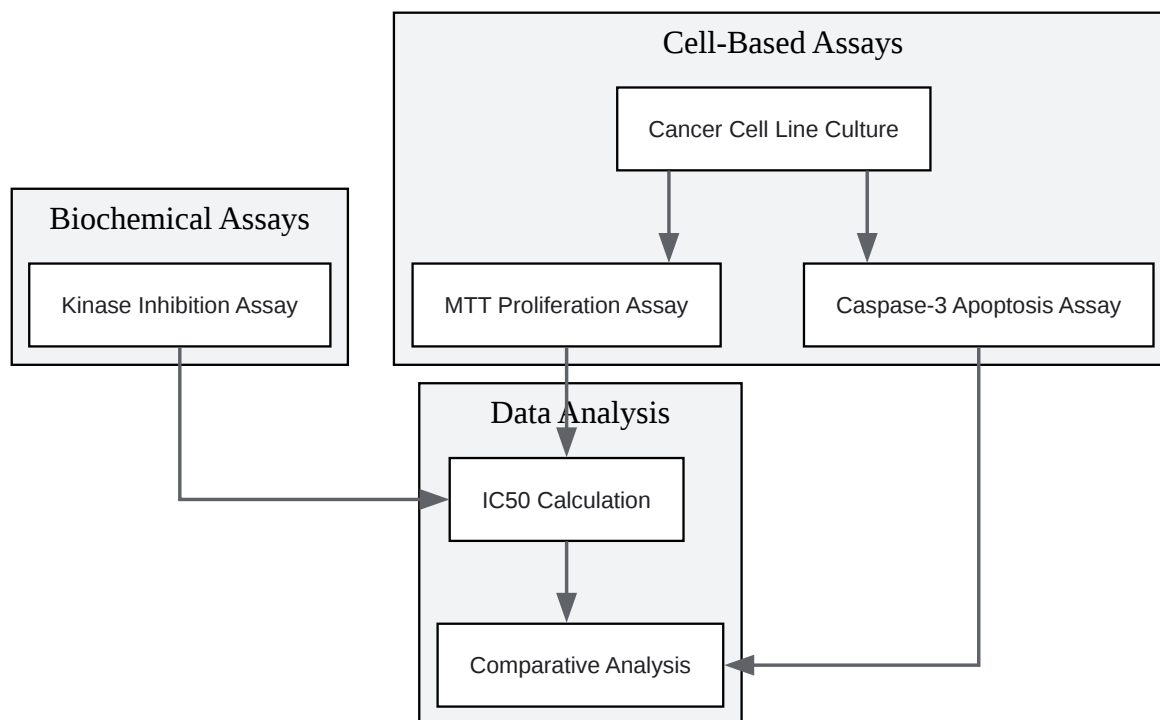 Cell-Based Assays
Cancer Cell Line Culture
Biochemical Assays
Kinase Inhibition Assay
MTT Proliferation Assay
Caspase-3 Apoptosis Assay
Data Analysis
IC50 Calculation
Comparative Analysis